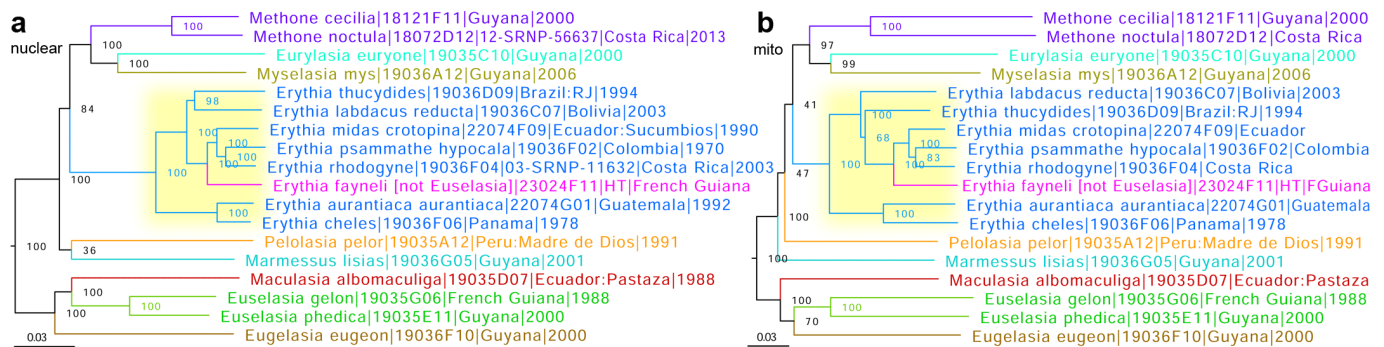 a
nuclear
Methone cecilia|18121F11|Guyana|2000
100
Methone noctula|18072D12|12-SRNP-56637|Costa Rica|2013
100
Eurylasia euryone|19035C10|Guyana|2000
100
Myselasia mys|19036A12|Guyana|2006
Erythia thucydides|19036D09|Brazil:RJ|1994
98
84
Erythia labdacus reducta|19036C07|Bolivia|2003
100
Erythia midas crotopina|22074F09|Ecuador:Sucumbios|1990
100
Erythia psammathe hypocala|19036F02|Colombia|1970
100
100
Erythia rhodogyne|19036F04|03-SRNP-11632|Costa Rica|2003
100
100
Erythia fayneli [not Euselasia]|23024F11|HT|French Guiana
Erythia aurantiaca aurantiaca|22074G01|Guatemala|1992
100
Erythia cheles|19036F06|Panama|1978
Pelolasia pelor|19035A12|Peru:Madre de Dios|1991
100
36
Marmessus lisias|19036G05|Guyana|2001
Maculasia albomaculiga|19035D07|Ecuador:Pastaza|1988
100
Euselasia gelon|19035G06|French Guiana|1988
100
100
Euselasia phedica|19035E11|Guyana|2000
Eugelasia eugeon|19036F10|Guyana|2000
0.03
b
mito
Methone cecilia|18121F11|Guyana|2000
100
Methone noctula|18072D12|Costa Rica
97
Eurylasia euryone|19035C10|Guyana|2000
99
Myselasia mys|19036A12|Guyana|2006
Erythia labdacus reducta|19036C07|Bolivia|2003
41
100
Erythia thucydides|19036D09|Brazil:RJ|1994
Erythia midas crotopina|22074F09|Ecuador
68
100
Erythia psammathe hypocala|19036F02|Colombia
83
100
100
Erythia rhodogyne|19036F04|Costa Rica
47
Erythia fayneli [not Euselasia]|23024F11|HT|FGuiana
Erythia aurantiaca aurantiaca|22074G01|Guatemala
100
100
Erythia cheles|19036F06|Panama|1978
Pelolasia pelor|19035A12|Peru:Madre de Dios|1991
100
Marmessus lisias|19036G05|Guyana|2001
Maculasia albomaculiga|19035D07|Ecuador:Pastaza
100
100
Euselasia gelon|19035G06|French Guiana|1988
70
Euselasia phedica|19035E11|Guyana|2000
Eugelasia eugeon|19036F10|Guyana|2000
0.03